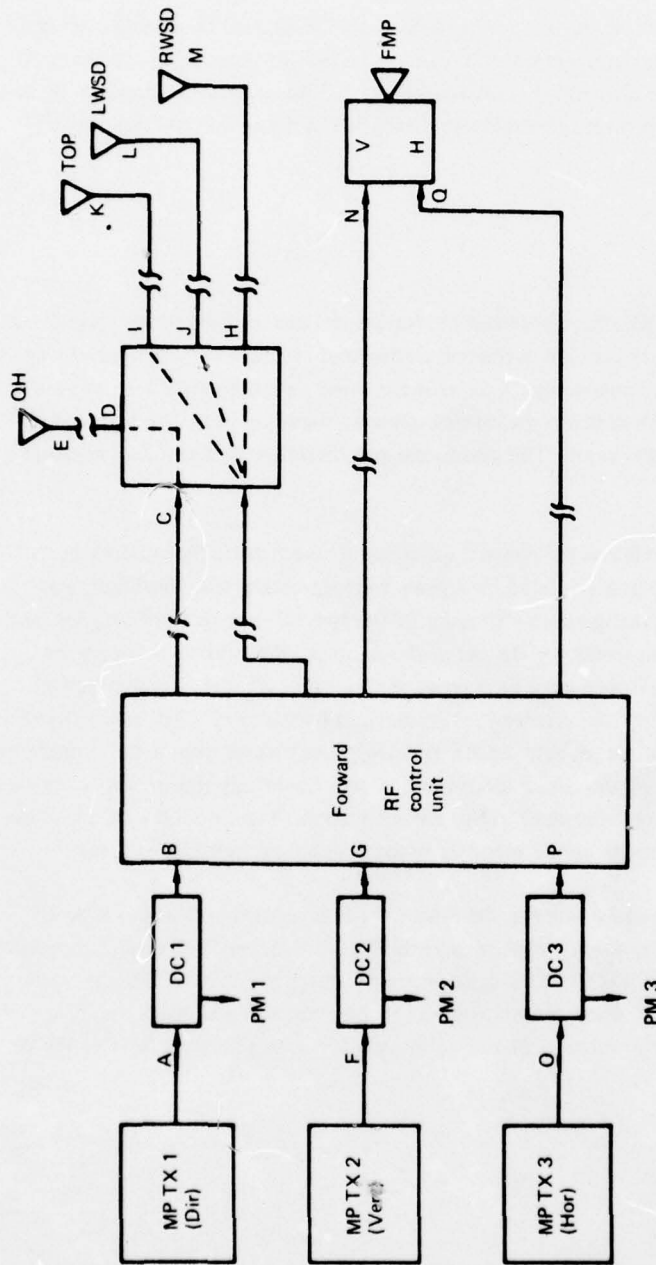 MP TX 1
(Dir)
A
DC 1
PM 1
B
MP TX 2
(Vert)
F
DC 2
PM 2
G
MP TX 3
(Hor)
O
DC 3
PM 3
P
Forward
RF
control
unit
C
D
E
QH
I
J
H
K
TOP
L
LWSD
M
RWSD
N
V
H
Q
FMP